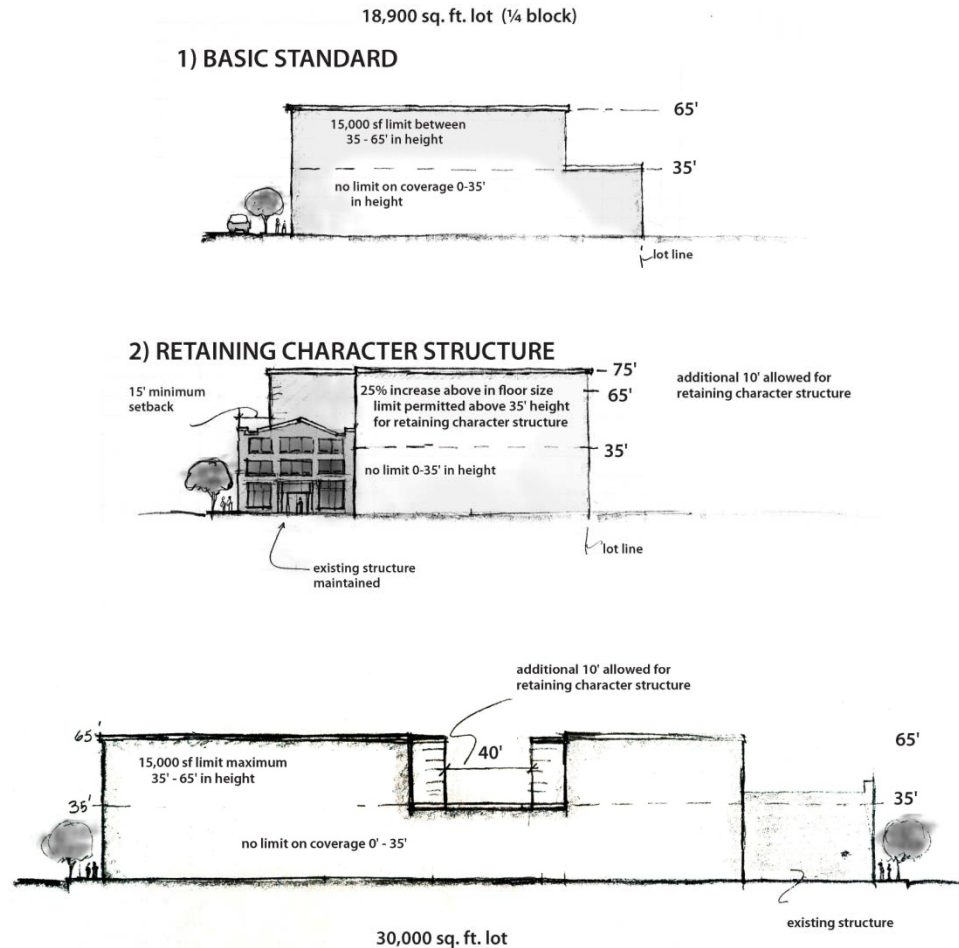 18,900 sq. ft. lot (¼ block)
1) BASIC STANDARD
65'
15,000 sf limit between
35 - 65' in height
35'
no limit on coverage 0-35'
in height
lot line
2) RETAINING CHARACTER STRUCTURE
75'
15' minimum
setback
25% increase above in floor size
limit permitted above 35' height
for retaining character structure
65'
additional 10' allowed for
retaining character structure
35'
no limit 0-35' in height
lot line
existing structure
maintained
additional 10' allowed for
retaining character structure
65'
40'
65'
15,000 sf limit maximum
35' - 65' in height
35'
35'
no limit on coverage 0' - 35'
existing structure
30,000 sq. ft. lot